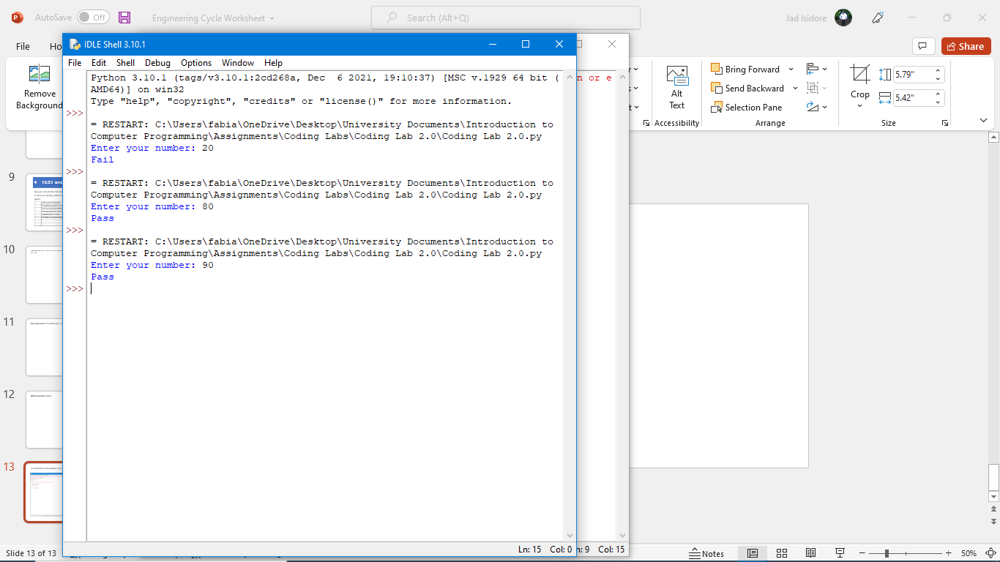 AutoSave Off Engineering Cycle Worksheet Search (Alt+Q) Jad Isidore
File Ho Share
IDLE Shell 3.10.1
File Edit Shell Debug Options Window Help
Remove
Background
Python 3.10.1 (tags/v3.10.1:2cd268a, Dec  6 2021, 19:10:37) [MSC v.1929 64 bit (
AMD64)] on win32
Type "help", "copyright", "credits" or "license()" for more information.
>>>
= RESTART: C:\Users\fabia\OneDrive\Desktop\University Documents\Introduction to
Computer Programming\Assignments\Coding Labs\Coding Lab 2.0\Coding Lab 2.0.py
Enter your number: 20
Fail
>>>
= RESTART: C:\Users\fabia\OneDrive\Desktop\University Documents\Introduction to
Computer Programming\Assignments\Coding Labs\Coding Lab 2.0\Coding Lab 2.0.py
Enter your number: 80
Pass
>>>
= RESTART: C:\Users\fabia\OneDrive\Desktop\University Documents\Introduction to
Computer Programming\Assignments\Coding Labs\Coding Lab 2.0\Coding Lab 2.0.py
Enter your number: 90
Pass
>>>
Ln: 15 Col: 0
n or e
n: 9 Col: 15
Alt
Text
Accessibility
Bring Forward
Send Backward
Selection Pane
Arrange
Crop
5.79"
5.42"
Size
9
4 TEST and
10
11
12
13
Slide 13 of 13
Notes
50%